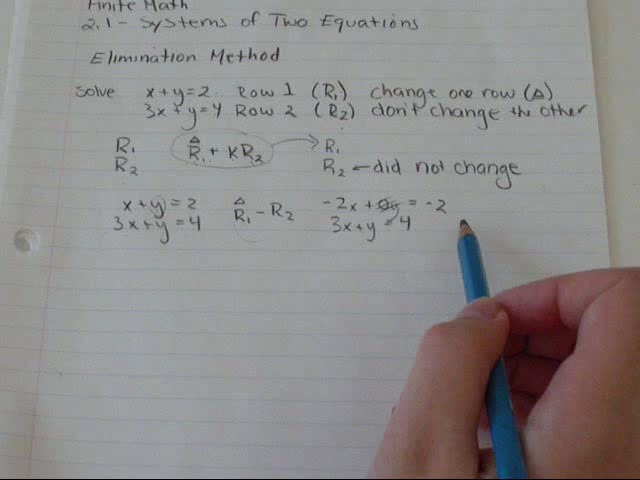 Finite Math
2.1 - Systems of Two Equations
Elimination Method
Solve x + y = 2 Row 1 (R₁) change one row (△)
3x + y = 4 Row 2 (R₂) don't change the other
R₁ △R₁ + KR₂ → R₁
R₂ R₂ ← did not change
x + y = 2 △R₁ - R₂ -2x + 0y = -2
3x + y = 4 3x + y = 4